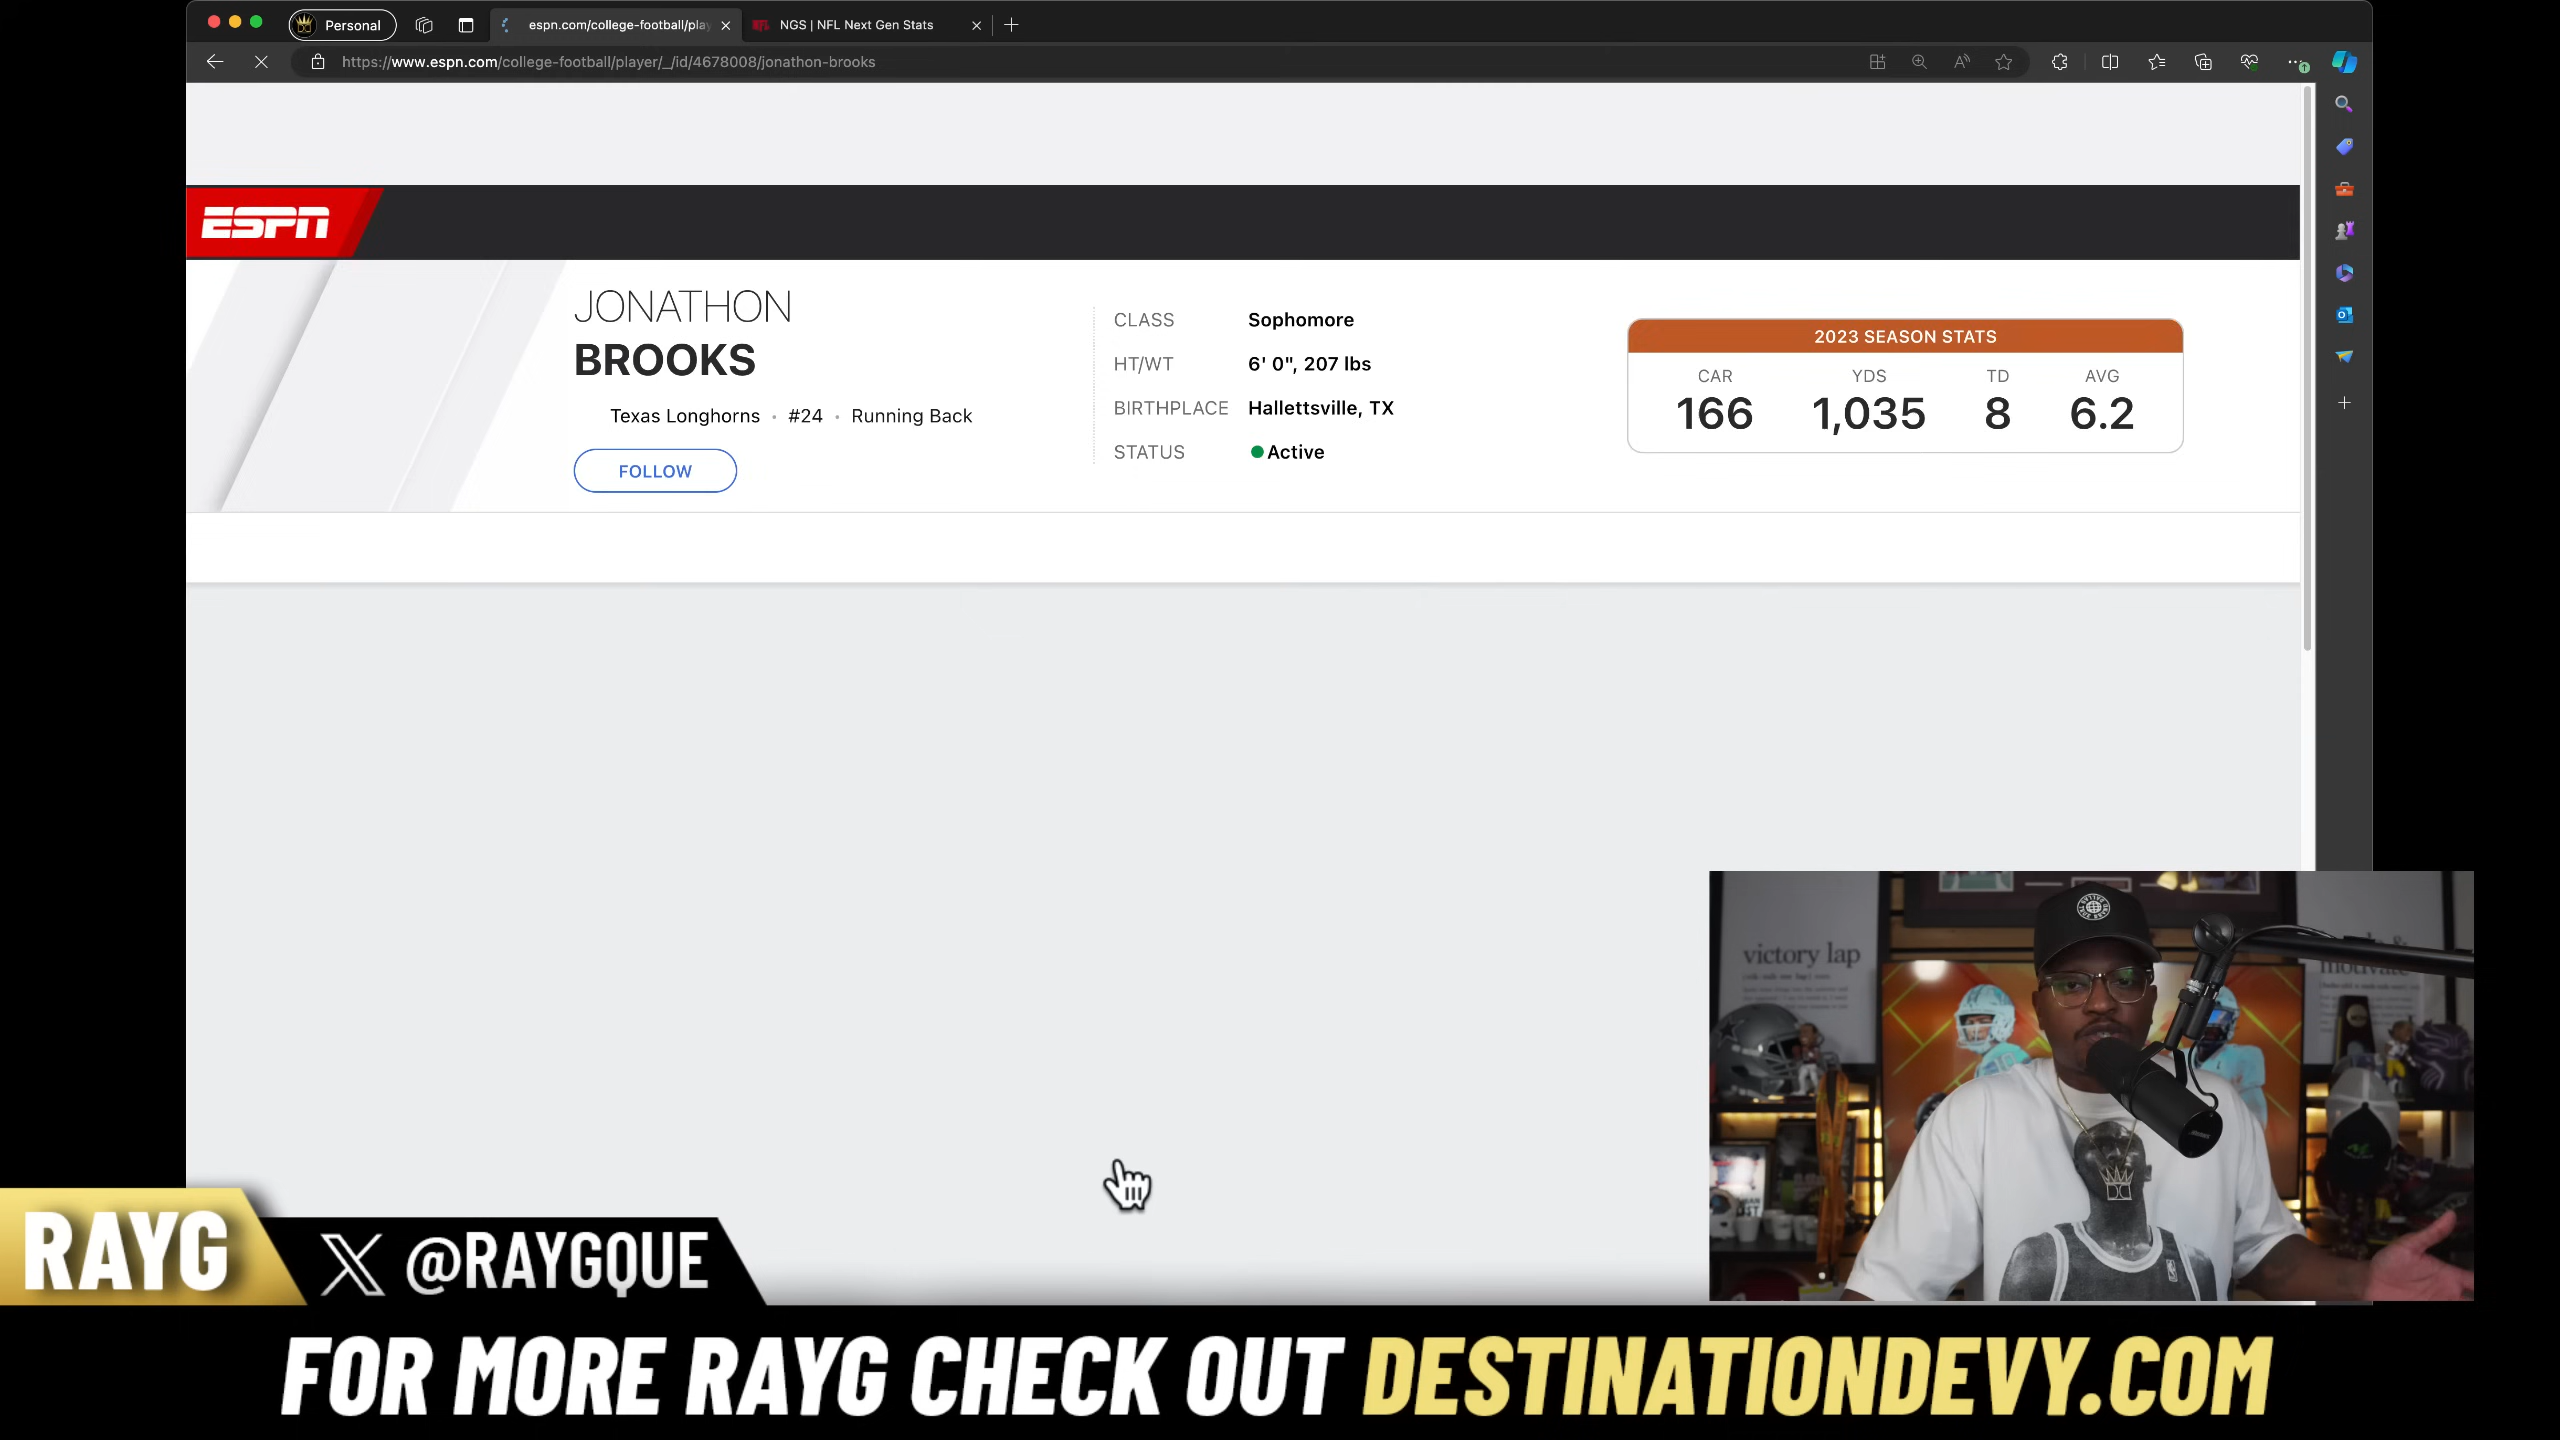 Personal
espn.com/college-football/pla
NGS | NFL Next Gen Stats
https://www.espn.com/college-football/player/_/id/4678008/jonathon-brooks
ESPN
JONATHON
BROOKS
Texas Longhorns · #24 · Running Back
FOLLOW
CLASS Sophomore
HT/WT 6' 0", 207 lbs
BIRTHPLACE Hallettsville, TX
STATUS Active
2023 SEASON STATS
CAR YDS TD AVG
166 1,035 8 6.2
victory lap
motivate
RAYG
X @RAYGQUE
FOR MORE RAYG CHECK OUT DESTINATIONDEVY.COM